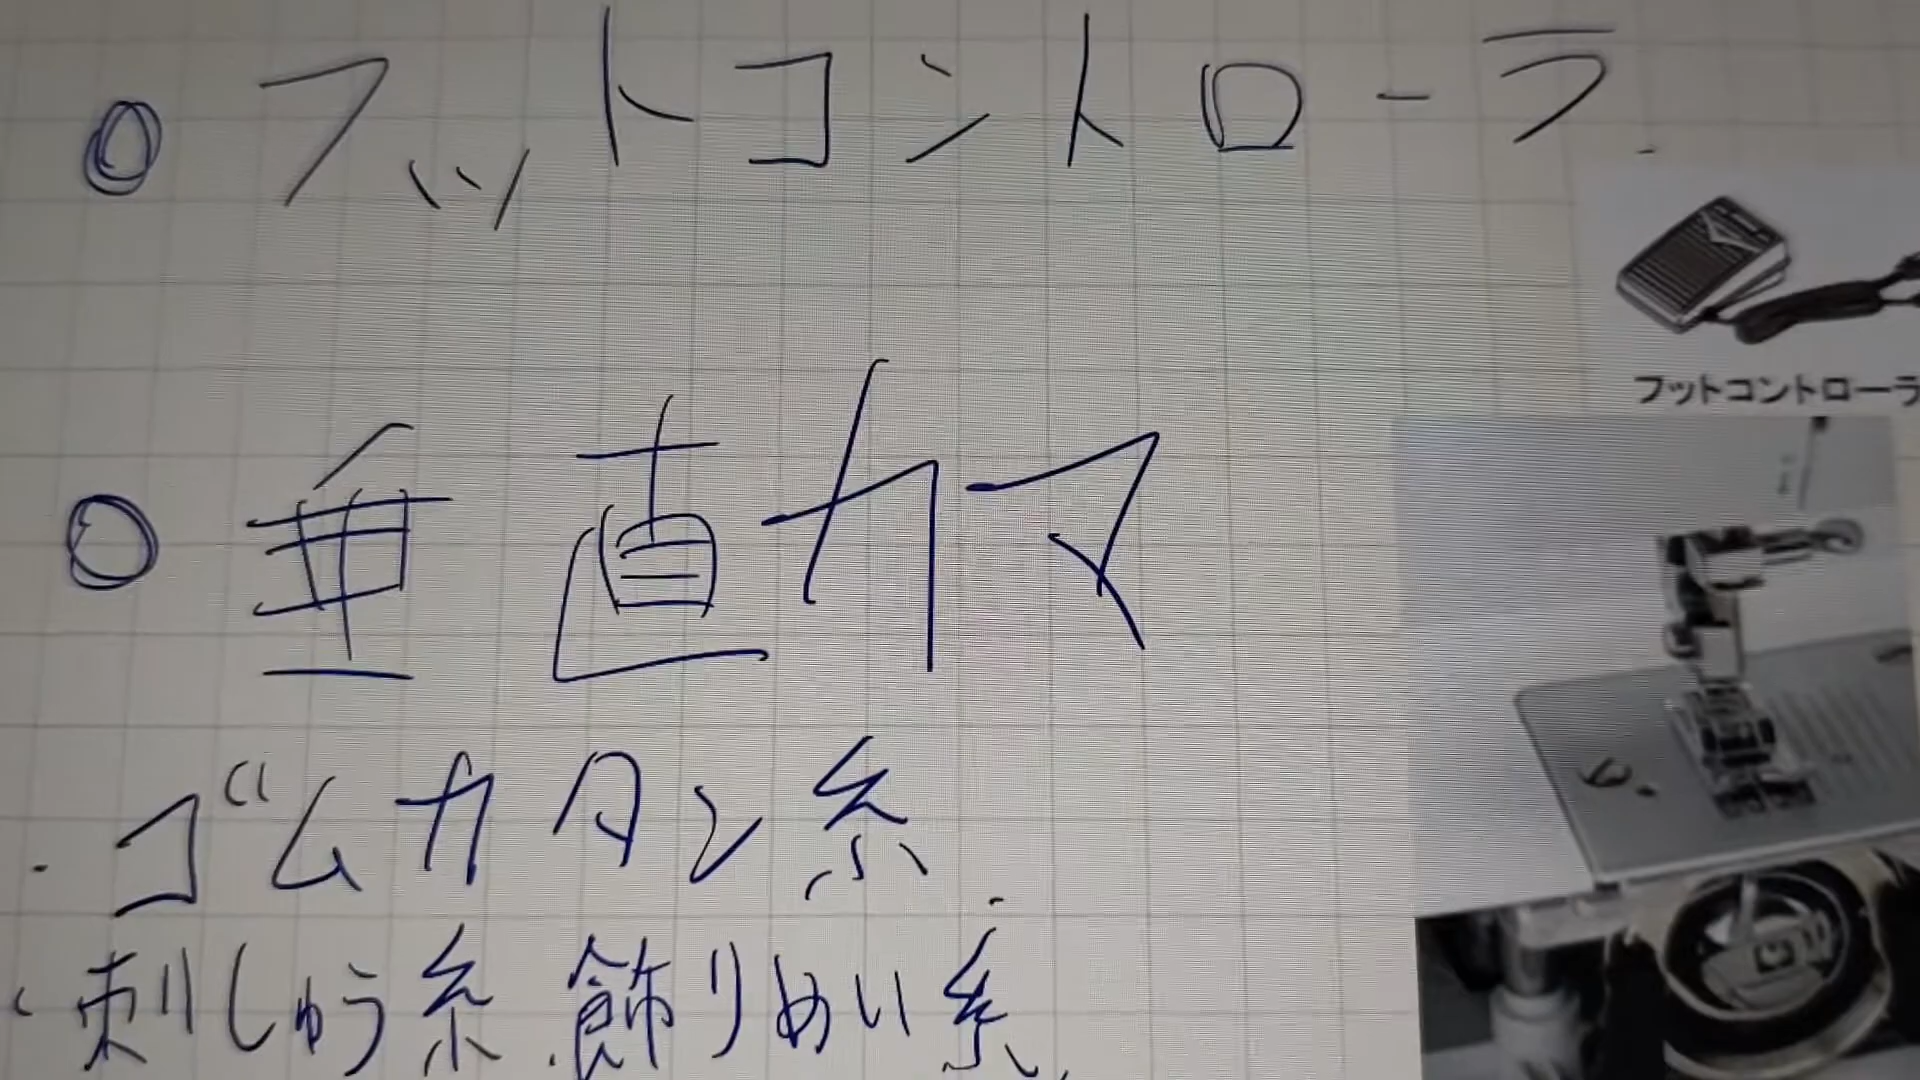 ○ フットコントローラ.
フットコントローラ
○ 垂直カマ
・ゴムカタン糸.
・刺しゅう糸.飾りぬい糸.